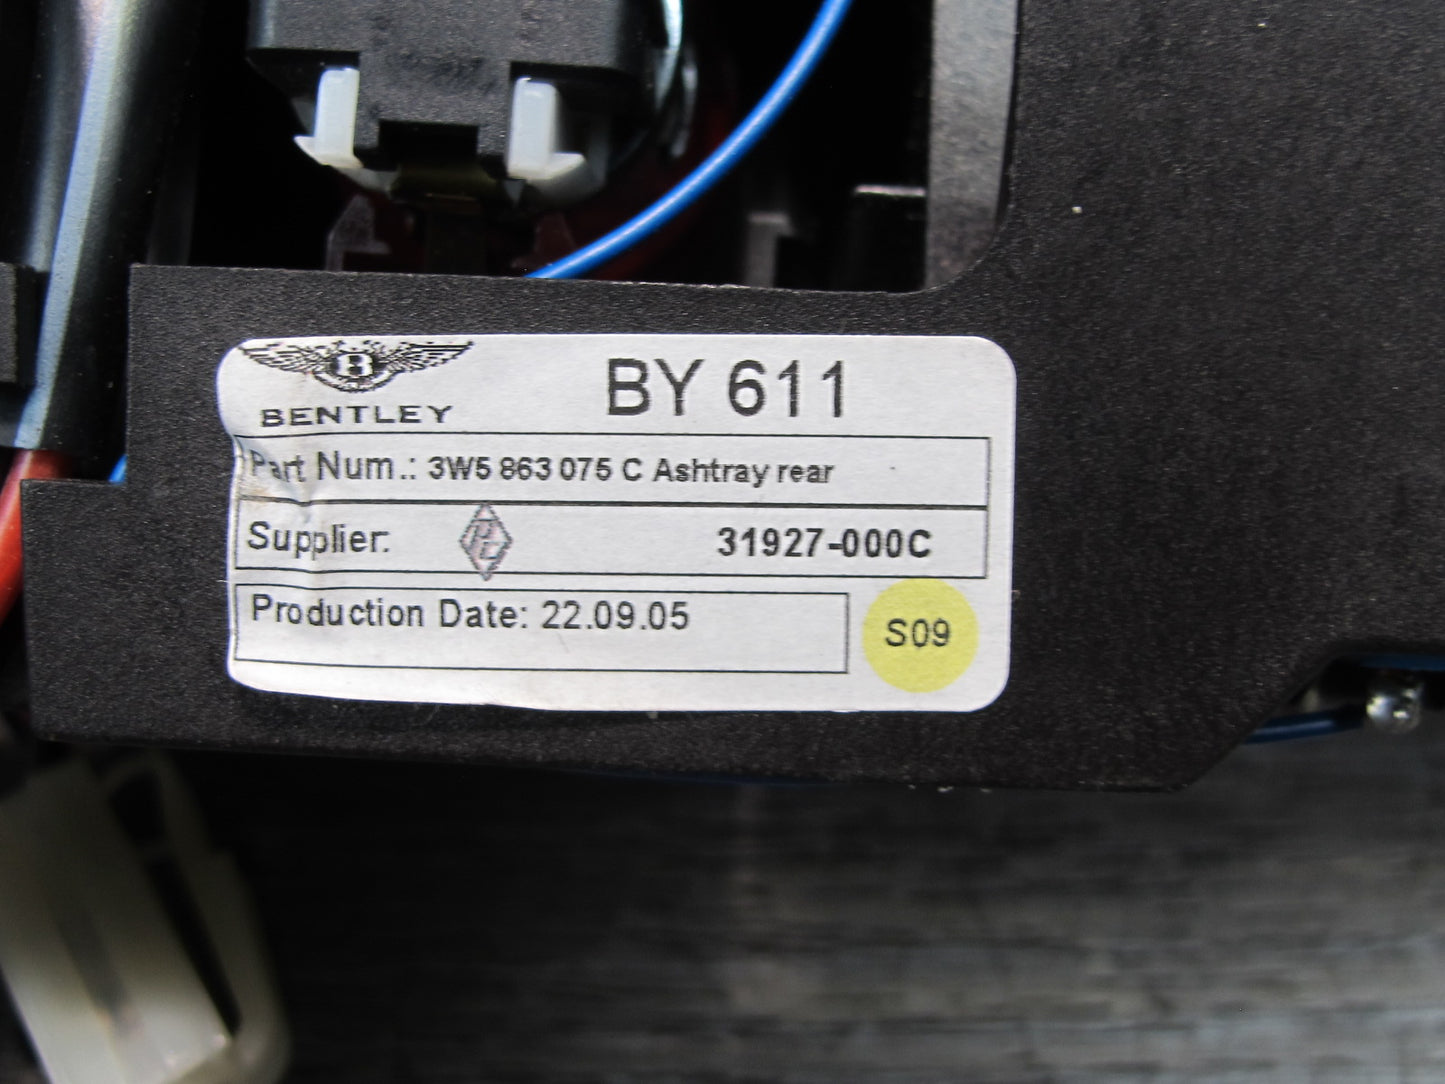 B
BENTLEY
BY 611
Part Num.: 3W5 863 075 C Ashtray rear
Supplier: 31927-000C
Production Date: 22.09.05
S09